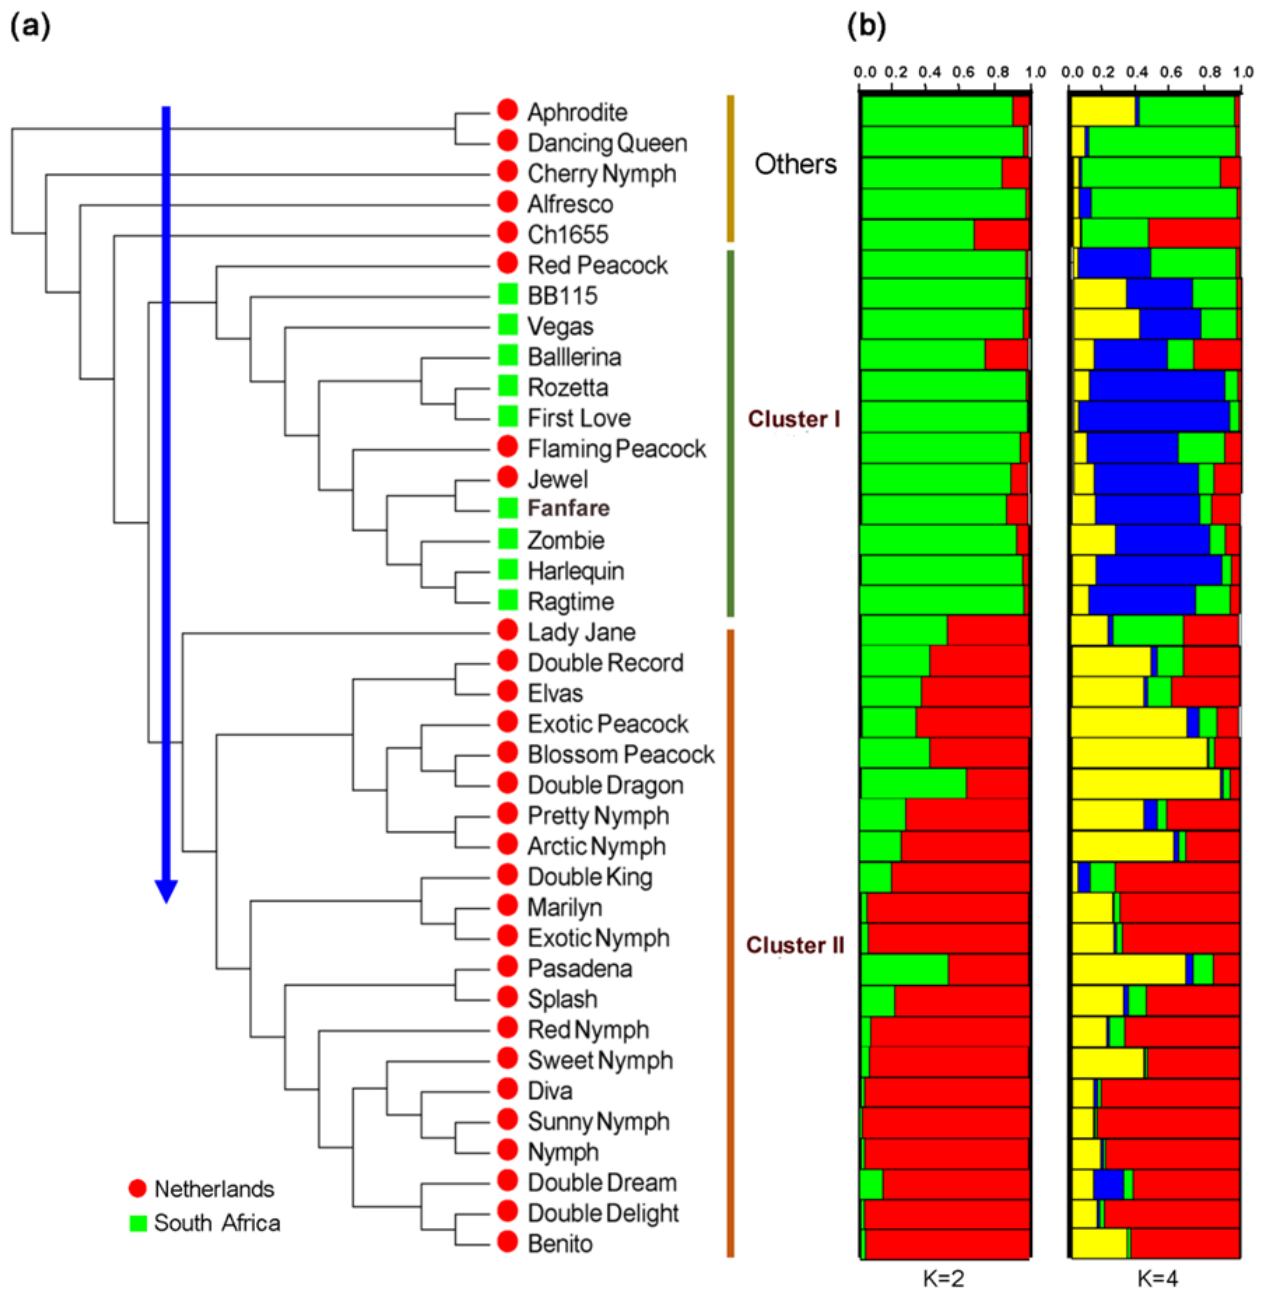 (a)
(b)
0.0 0.2 0.4 0.6 0.8 1.0
0.0 0.2 0.4 0.6 0.8 1.0
Aphrodite
Dancing Queen
Cherry Nymph
Alfresco
Ch1655
Others
Red Peacock
BB115
Vegas
Balllerina
Rozetta
First Love
Flaming Peacock
Jewel
Fanfare
Zombie
Harlequin
Ragtime
Cluster I
Lady Jane
Double Record
Elvas
Exotic Peacock
Blossom Peacock
Double Dragon
Pretty Nymph
Arctic Nymph
Double King
Marilyn
Exotic Nymph
Pasadena
Splash
Red Nymph
Sweet Nymph
Diva
Sunny Nymph
Nymph
Double Dream
Double Delight
Benito
Cluster II
Netherlands
South Africa
K=2
K=4